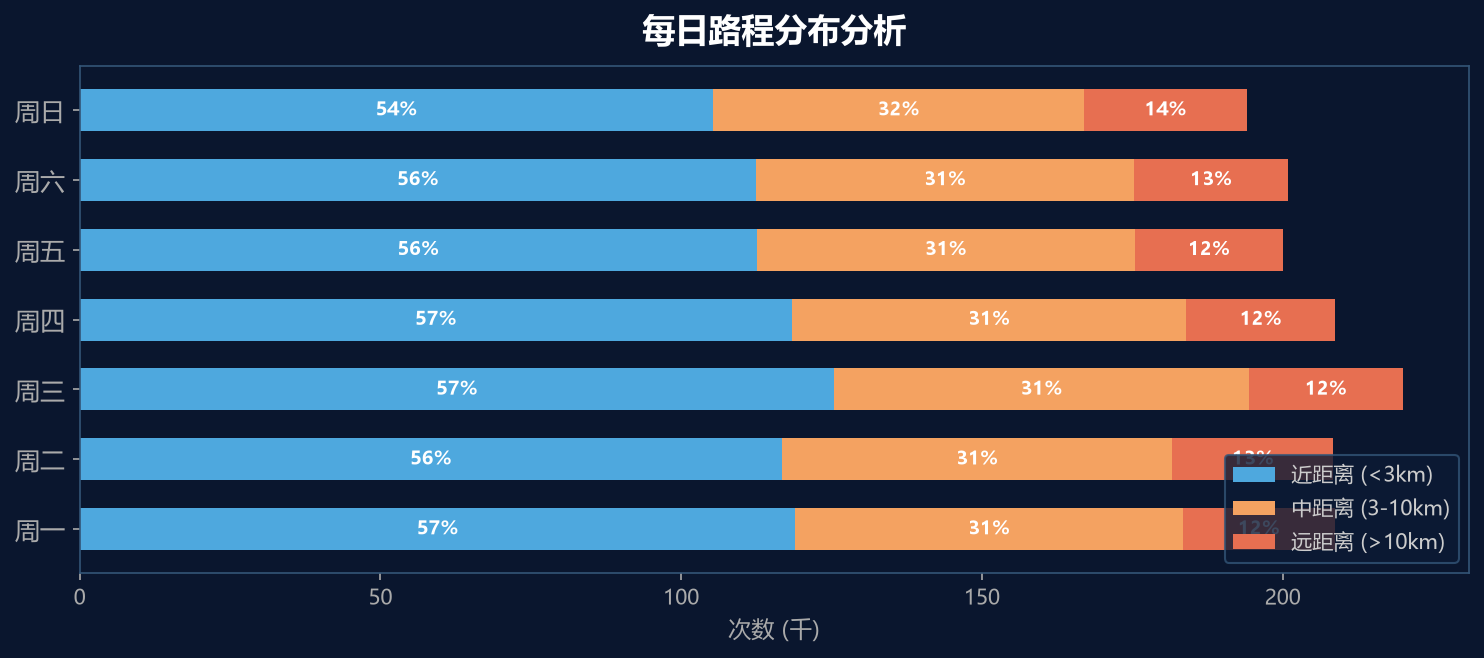 每日路程分布分析
周日 54% 32% 14%
周六 56% 31% 13%
周五 56% 31% 12%
周四 57% 31% 12%
周三 57% 31% 12%
周二 56% 31% 13%
周一 57% 31% 12%
近距离 (<3km)
中距离 (3-10km)
远距离 (>10km)
0 50 100 150 200
次数 (千)